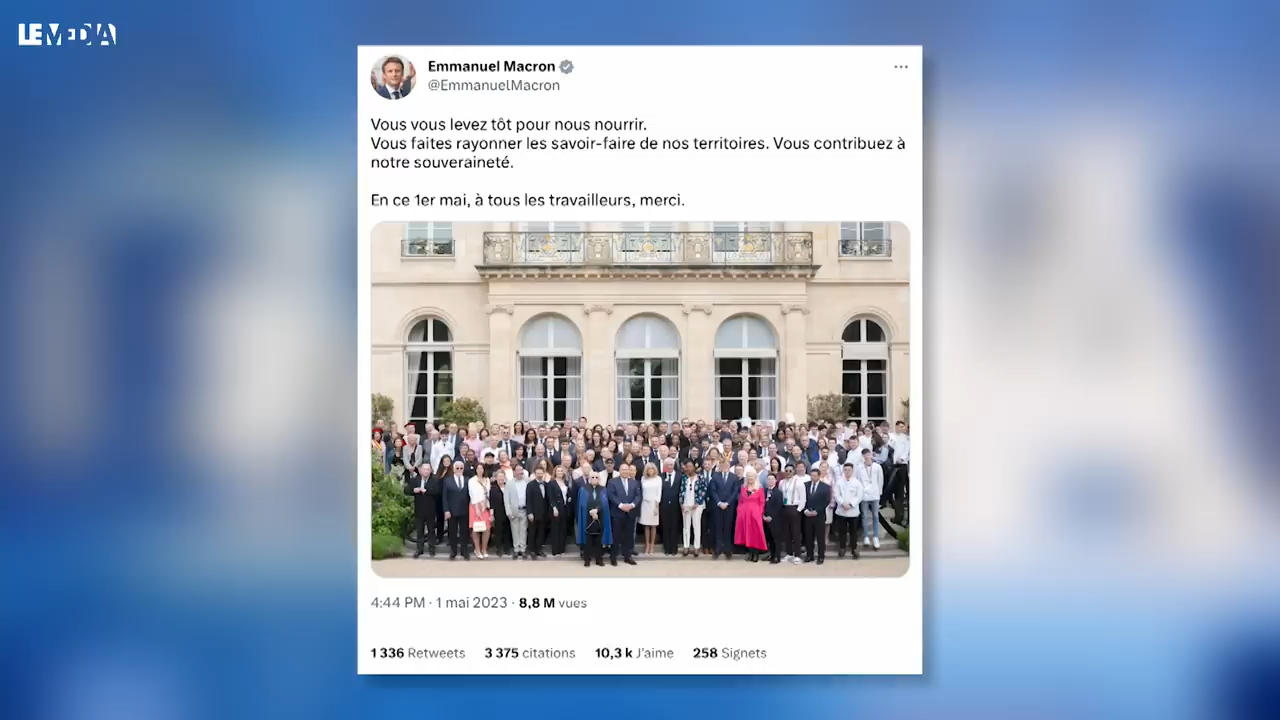 LEMEDIA
Emmanuel Macron
@EmmanuelMacron
Vous vous levez tôt pour nous nourrir.
Vous faites rayonner les savoir-faire de nos territoires. Vous contribuez à
notre souveraineté.
En ce 1er mai, à tous les travailleurs, merci.
4:44 PM · 1 mai 2023 · 8,8 M vues
1 336 Retweets 3 375 citations 10,3 k J'aime 258 Signets